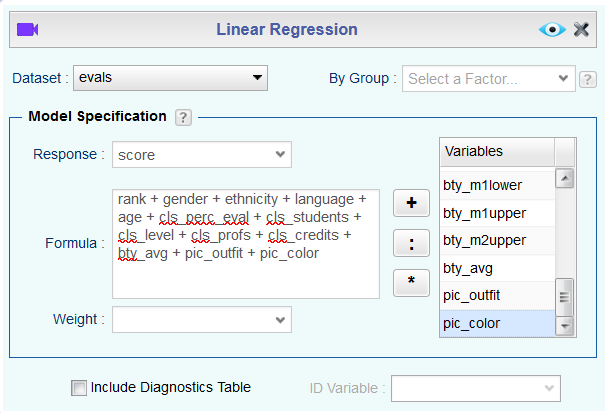 Linear Regression
Dataset : evals By Group : Select a Factor... ?
Model Specification ?
Response : score
Formula :
rank + gender + ethnicity + language +
age + cls_perc_eval + cls_students +
cls_level + cls_profs + cls_credits +
bty_avg + pic_outfit + pic_color
+
:
*
Weight :
Variables
bty_m1lower
bty_m1upper
bty_m2upper
bty_avg
pic_outfit
pic_color
Include Diagnostics Table ID Variable :